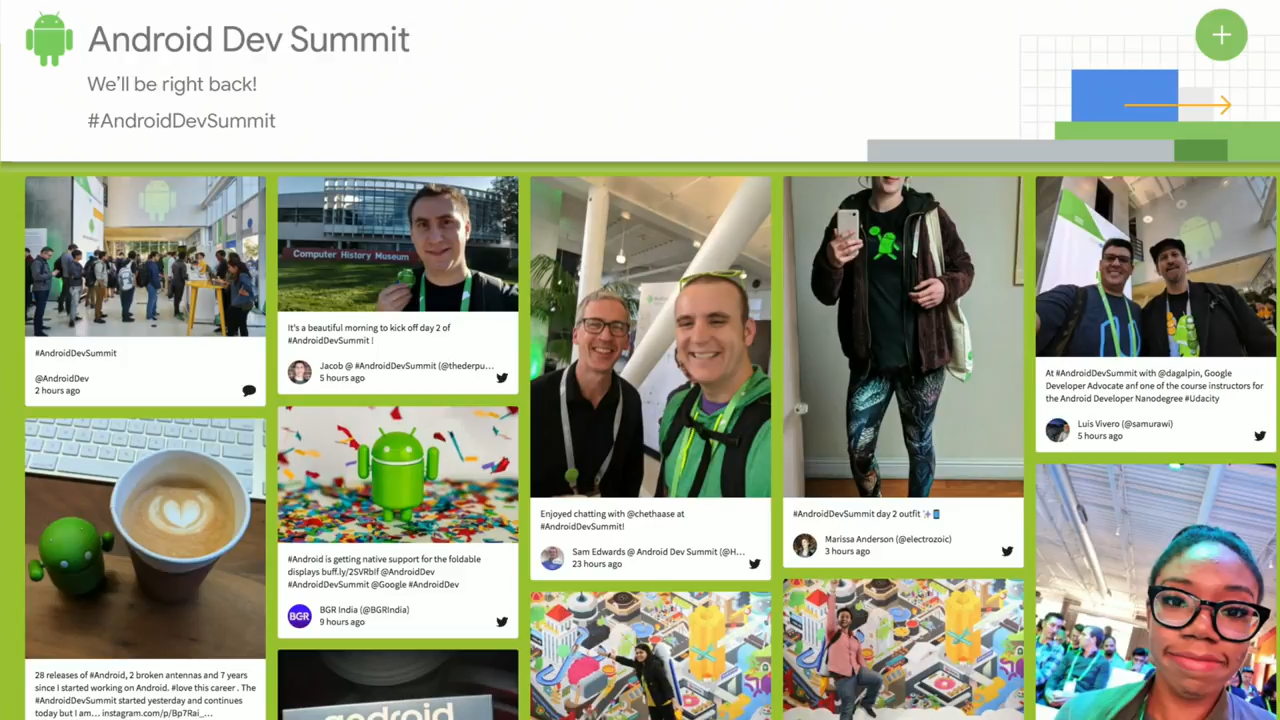 Android Dev Summit
We'll be right back!
#AndroidDevSummit
#AndroidDevSummit
@AndroidDev
2 hours ago
28 releases of #Android, 2 broken antennas and 7 years
since I started working on Android. #love this career . The
#AndroidDevSummit started yesterday and continues
today but I am... instagram.com/p/Bp7Rai_...
Computer History Museum
It's a beautiful morning to kick off day 2 of
#AndroidDevSummit !
Jacob @ #AndroidDevSummit (@thederpu...
5 hours ago
#Android is getting native support for the foldable
displays buff.ly/2SVRbIf @AndroidDev
#AndroidDevSummit @Google #AndroidDev
BGR
BGR India (@BGRIndia)
9 hours ago
android
Enjoyed chatting with @chethaase at
#AndroidDevSummit!
Sam Edwards @ Android Dev Summit (@H...
23 hours ago
#AndroidDevSummit day 2 outfit ✨📱
Marissa Anderson (@electrozoic)
3 hours ago
At #AndroidDevSummit with @dagalpin, Google
Developer Advocate anf one of the course instructors for
the Android Developer Nanodegree #Udacity
Luis Vivero (@samurawi)
5 hours ago